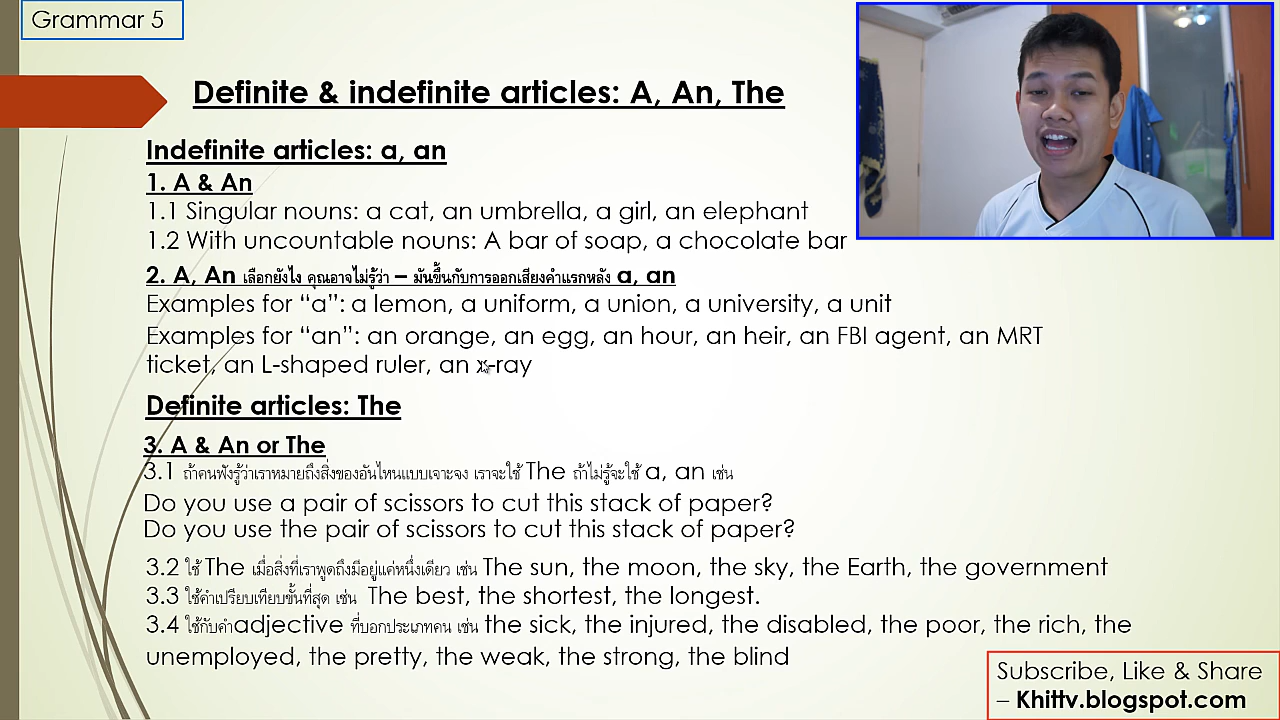 Grammar 5
Definite & indefinite articles: A, An, The
Indefinite articles: a, an
1. A & An
1.1 Singular nouns: a cat, an umbrella, a girl, an elephant
1.2 With uncountable nouns: A bar of soap, a chocolate bar
2. A, An เลือกยังไง คุณอาจไม่รู้ว่า – มันขึ้นกับการออกเสียงคำแรกหลัง a, an
Examples for “a”: a lemon, a uniform, a union, a university, a unit
Examples for “an”: an orange, an egg, an hour, an heir, an FBI agent, an MRT
ticket, an L-shaped ruler, an x-ray
Definite articles: The
3. A & An or The
3.1 ถ้าคนฟังรู้ว่าเราหมายถึงสิ่งของอันไหนแบบเจาะจง เราจะใช้ The ถ้าไม่รู้จะใช้ a, an เช่น
Do you use a pair of scissors to cut this stack of paper?
Do you use the pair of scissors to cut this stack of paper?
3.2 ใช้ The เมื่อสิ่งที่เราพูดถึงมีอยู่แค่หนึ่งเดียว เช่น The sun, the moon, the sky, the Earth, the government
3.3 ใช้คำเปรียบเทียบขั้นที่สุด เช่น The best, the shortest, the longest.
3.4 ใช้กับคำadjective ที่บอกประเภทคน เช่น the sick, the injured, the disabled, the poor, the rich, the
unemployed, the pretty, the weak, the strong, the blind
Subscribe, Like & Share
– Khittv.blogspot.com